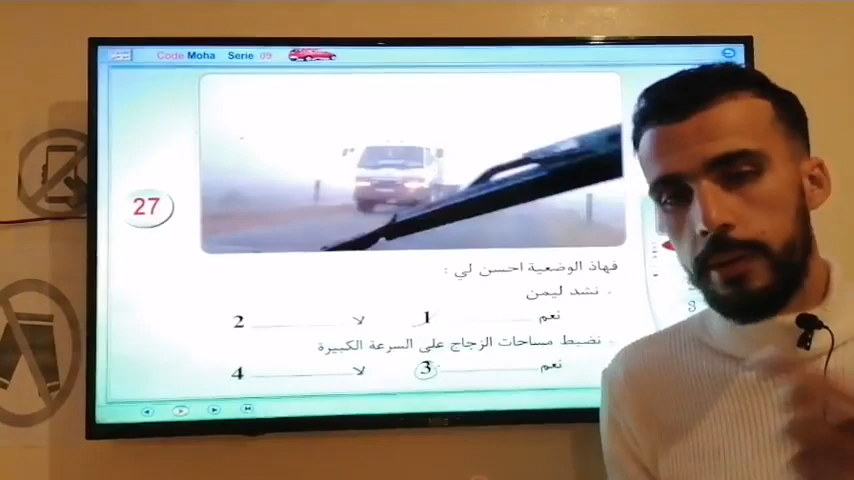 Code Moha Serie 09
27
فهاذ الوضعية احسن لي :
. نشد ليمن
نعم 1 لا 2
. نضبط مساحات الزجاج على السرعة الكبيرة
نعم 3 لا 4